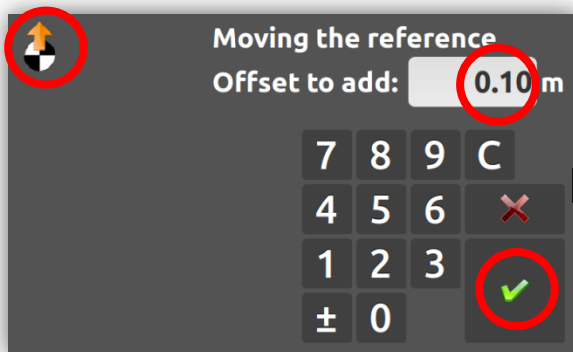 Moving the reference
Offset to add: 0.10 m
7 8 9 C
4 5 6
1 2 3
± 0